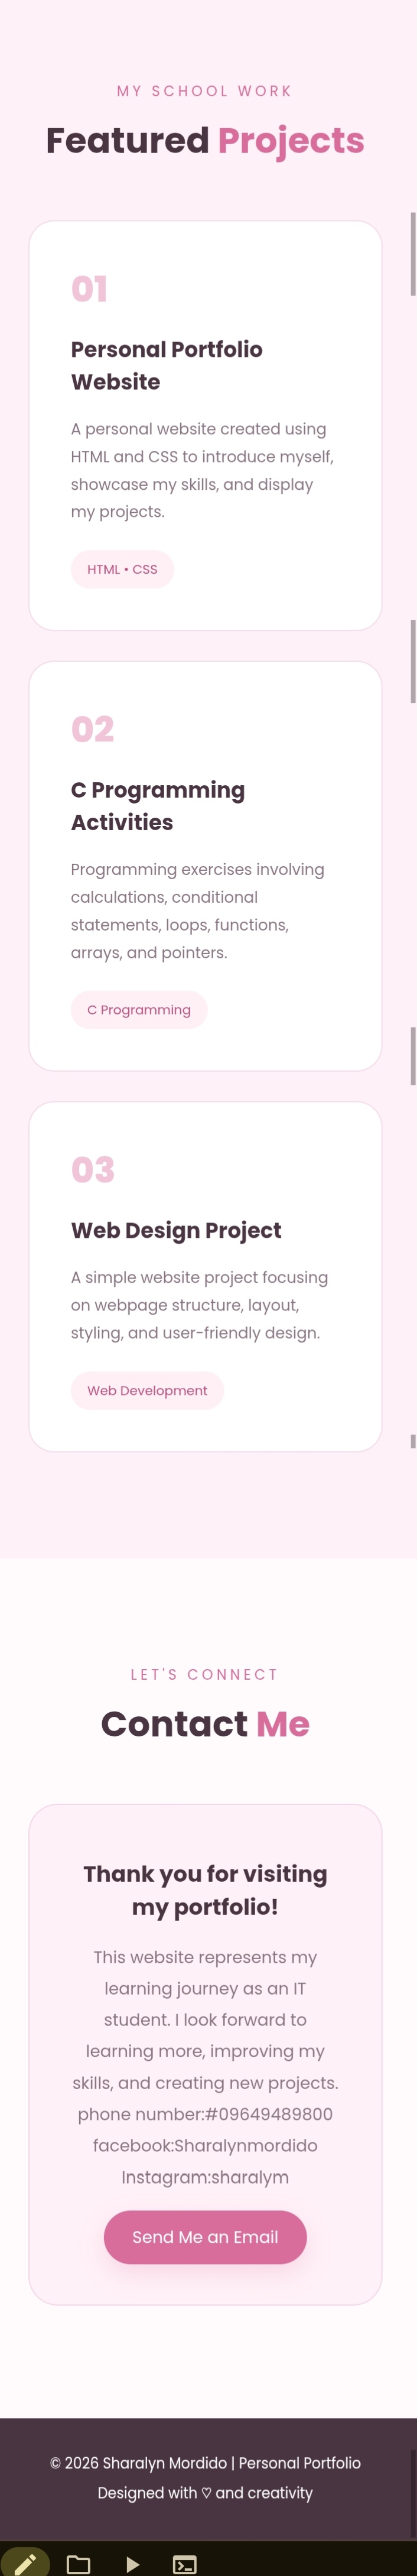 MY SCHOOL WORK
Featured Projects
01
Personal Portfolio
Website
A personal website created using
HTML and CSS to introduce myself,
showcase my skills, and display
my projects.
HTML • CSS
02
C Programming
Activities
Programming exercises involving
calculations, conditional
statements, loops, functions,
arrays, and pointers.
C Programming
03
Web Design Project
A simple website project focusing
on webpage structure, layout,
styling, and user-friendly design.
Web Development
LET'S CONNECT
Contact Me
Thank you for visiting
my portfolio!
This website represents my
learning journey as an IT
student. I look forward to
learning more, improving my
skills, and creating new projects.
phone number:#09649489800
facebook:Sharalynmordido
Instagram:sharalym
Send Me an Email
© 2026 Sharalyn Mordido | Personal Portfolio
Designed with ♡ and creativity